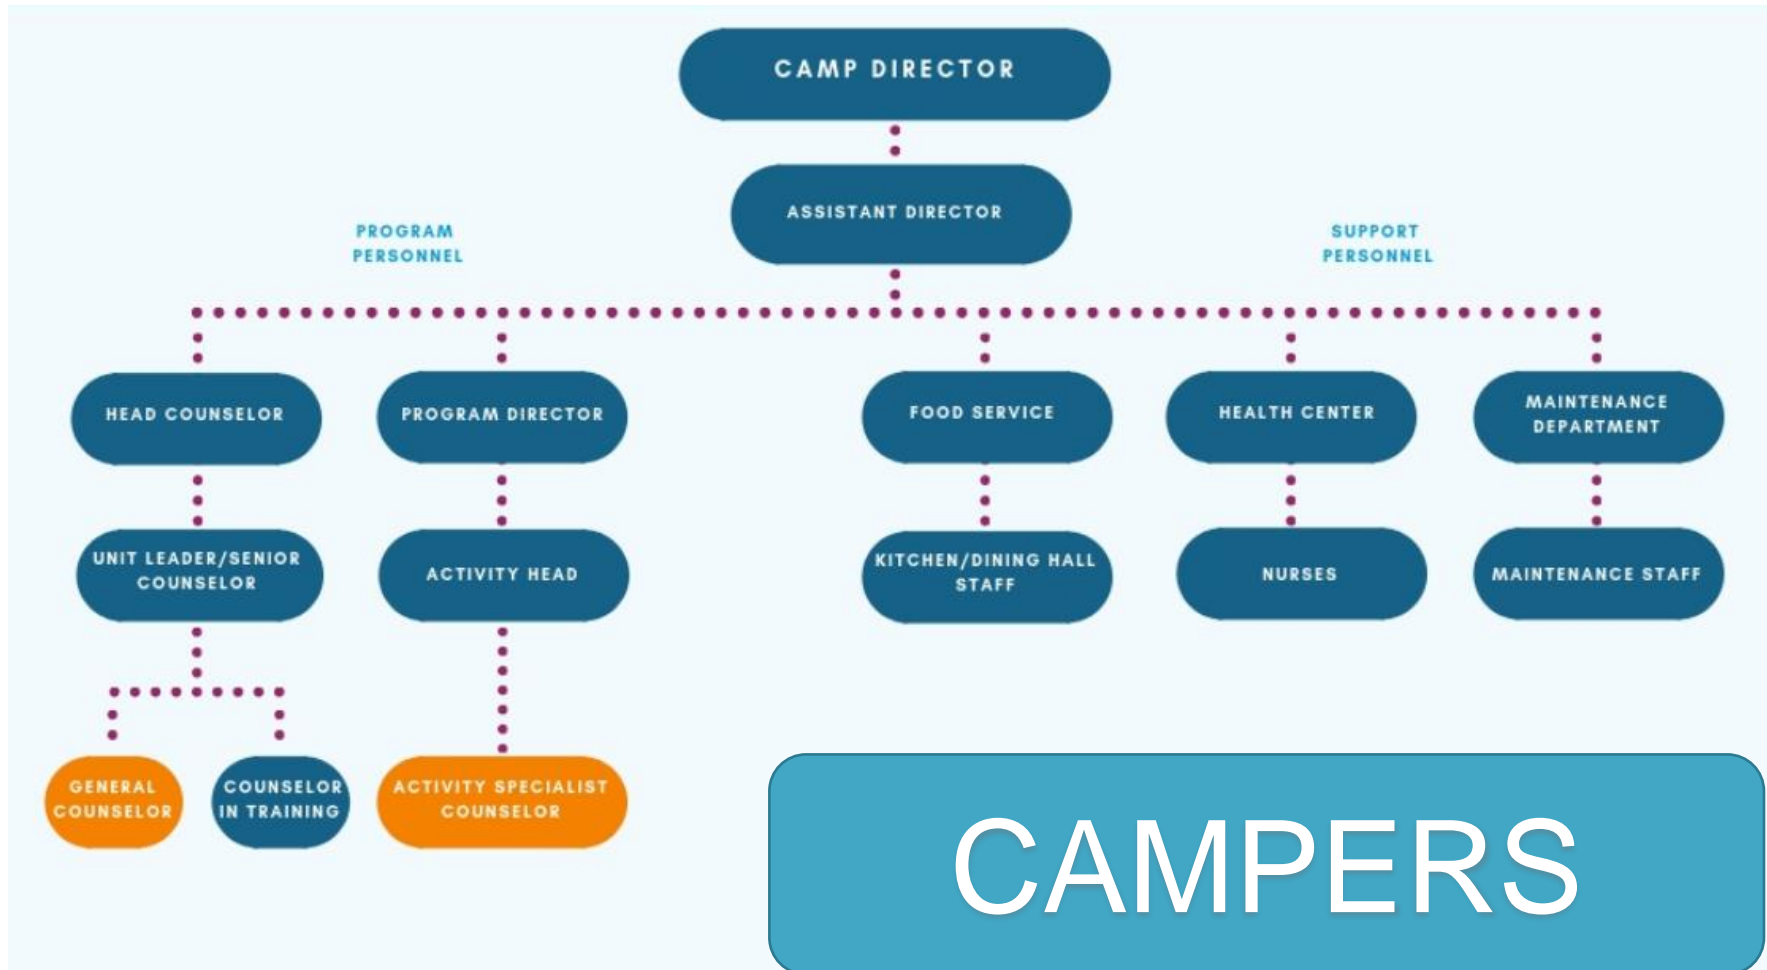 CAMP DIRECTOR
ASSISTANT DIRECTOR
PROGRAM
PERSONNEL
SUPPORT
PERSONNEL
HEAD COUNSELOR
PROGRAM DIRECTOR
FOOD SERVICE
HEALTH CENTER
MAINTENANCE
DEPARTMENT
UNIT LEADER/SENIOR
COUNSELOR
ACTIVITY HEAD
KITCHEN/DINING HALL
STAFF
NURSES
MAINTENANCE STAFF
GENERAL
COUNSELOR
COUNSELOR
IN TRAINING
ACTIVITY SPECIALIST
COUNSELOR
CAMPERS